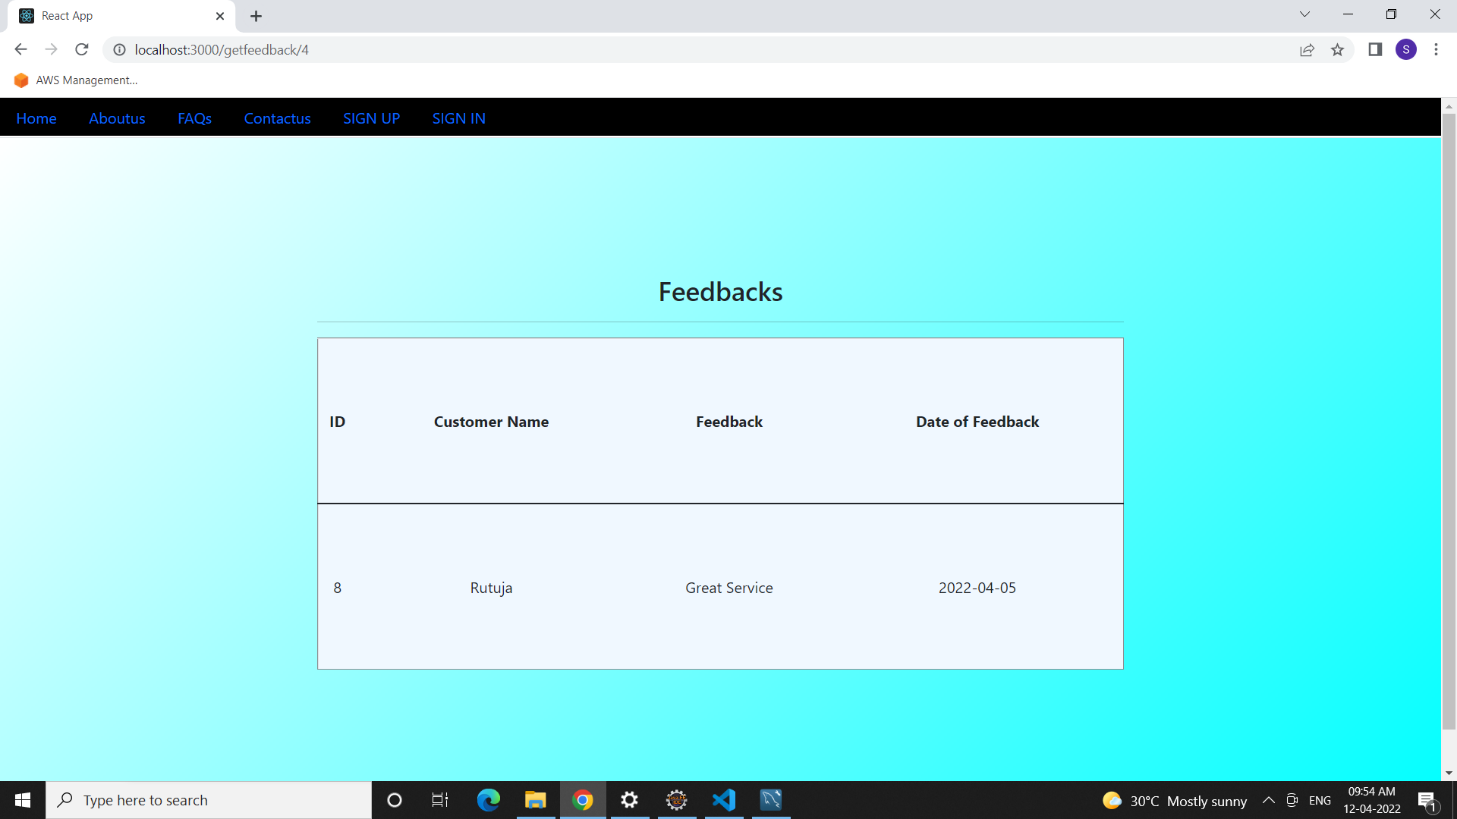 React App
localhost:3000/getfeedback/4
S
AWS Management...
Home Aboutus FAQs Contactus SIGN UP SIGN IN
Feedbacks
ID Customer Name Feedback Date of Feedback
8 Rutuja Great Service 2022-04-05
Type here to search
30°C Mostly sunny
ENG
09:54 AM
12-04-2022
1